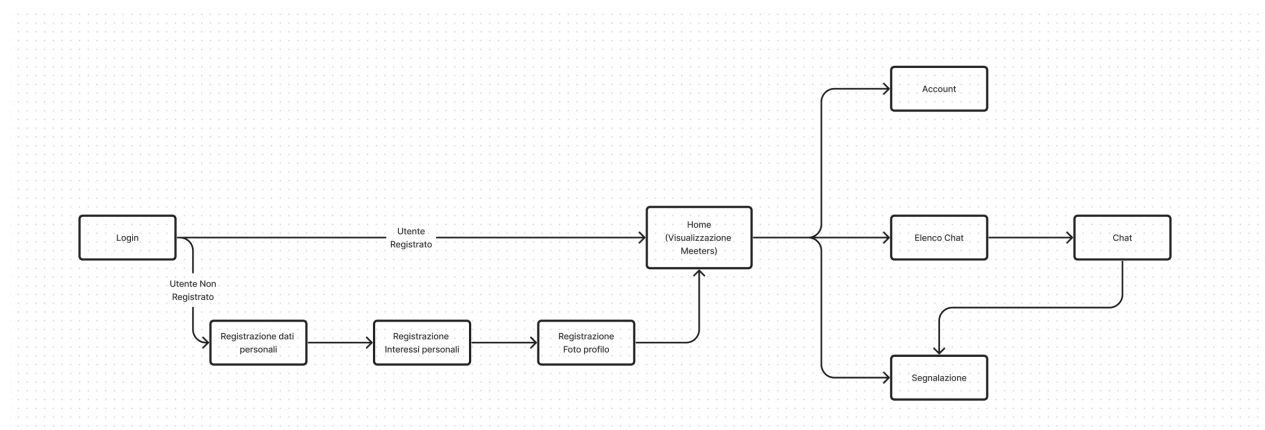 Account
Login
Utente
Registrato
Home
(Visualizzazione
Meeters)
Elenco Chat
Chat
Utente Non
Registrato
Registrazione dati
personali
Registrazione
Interessi personali
Registrazione
Foto profilo
Segnalazione